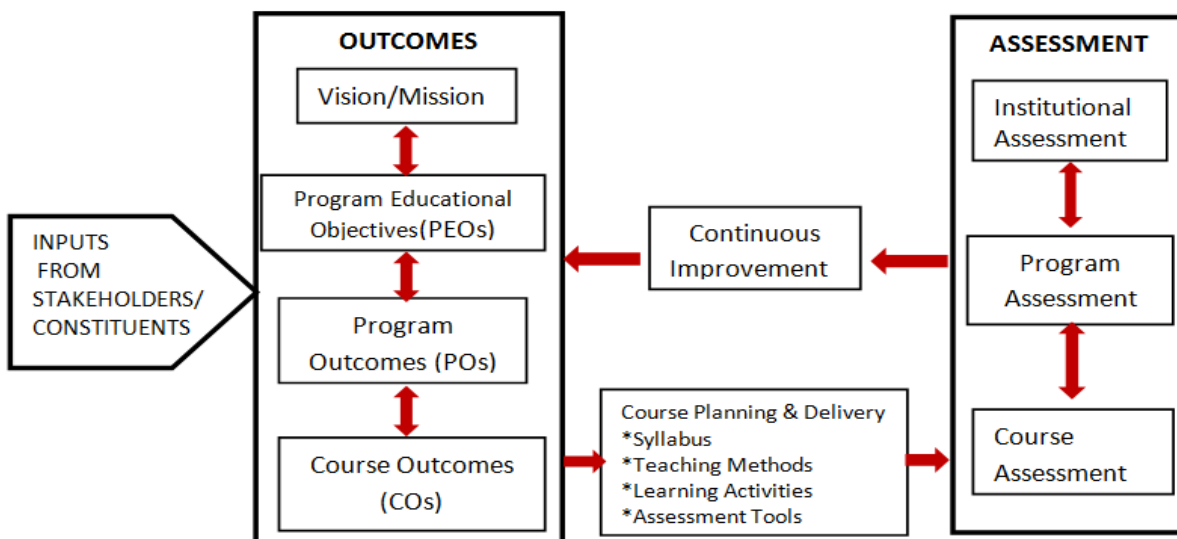 INPUTS
FROM
STAKEHOLDERS/
CONSTITUENTS
OUTCOMES
Vision/Mission
Program Educational
Objectives(PEOs)
Program
Outcomes (POs)
Course Outcomes
(COs)
Continuous
Improvement
Course Planning & Delivery
*Syllabus
*Teaching Methods
*Learning Activities
*Assessment Tools
ASSESSMENT
Institutional
Assessment
Program
Assessment
Course
Assessment